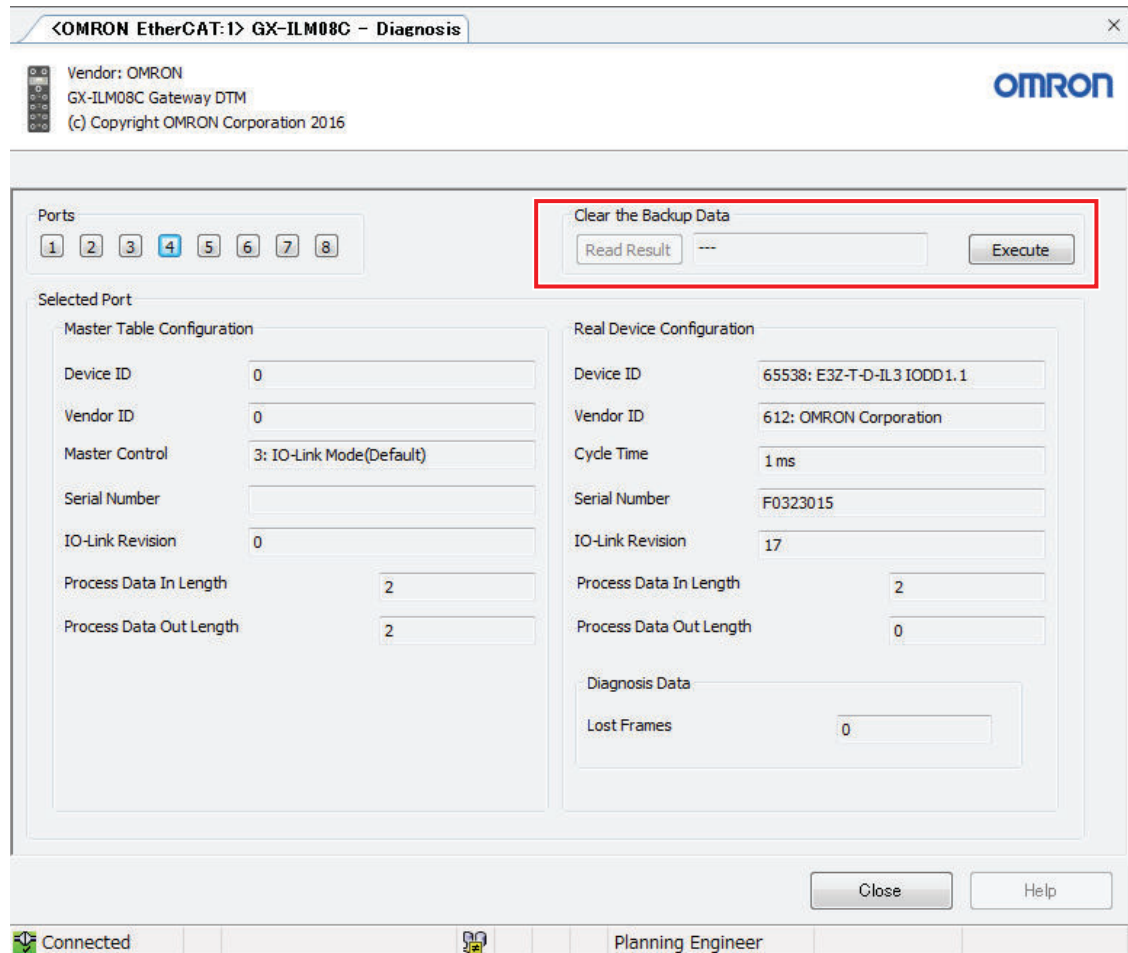 <OMRON EtherCAT:1> GX-ILM08C - Diagnosis
Vendor: OMRON
GX-ILM08C Gateway DTM
(c) Copyright OMRON Corporation 2016
OMRON
Ports
1 2 3 4 5 6 7 8
Clear the Backup Data
Read Result --- Execute
Selected Port
Master Table Configuration
Device ID 0
Vendor ID 0
Master Control 3: IO-Link Mode(Default)
Serial Number
IO-Link Revision 0
Process Data In Length 2
Process Data Out Length 2
Real Device Configuration
Device ID 65538: E3Z-T-D-IL3 IODD1.1
Vendor ID 612: OMRON Corporation
Cycle Time 1 ms
Serial Number F0323015
IO-Link Revision 17
Process Data In Length 2
Process Data Out Length 0
Diagnosis Data
Lost Frames 0
Close Help
Connected Planning Engineer